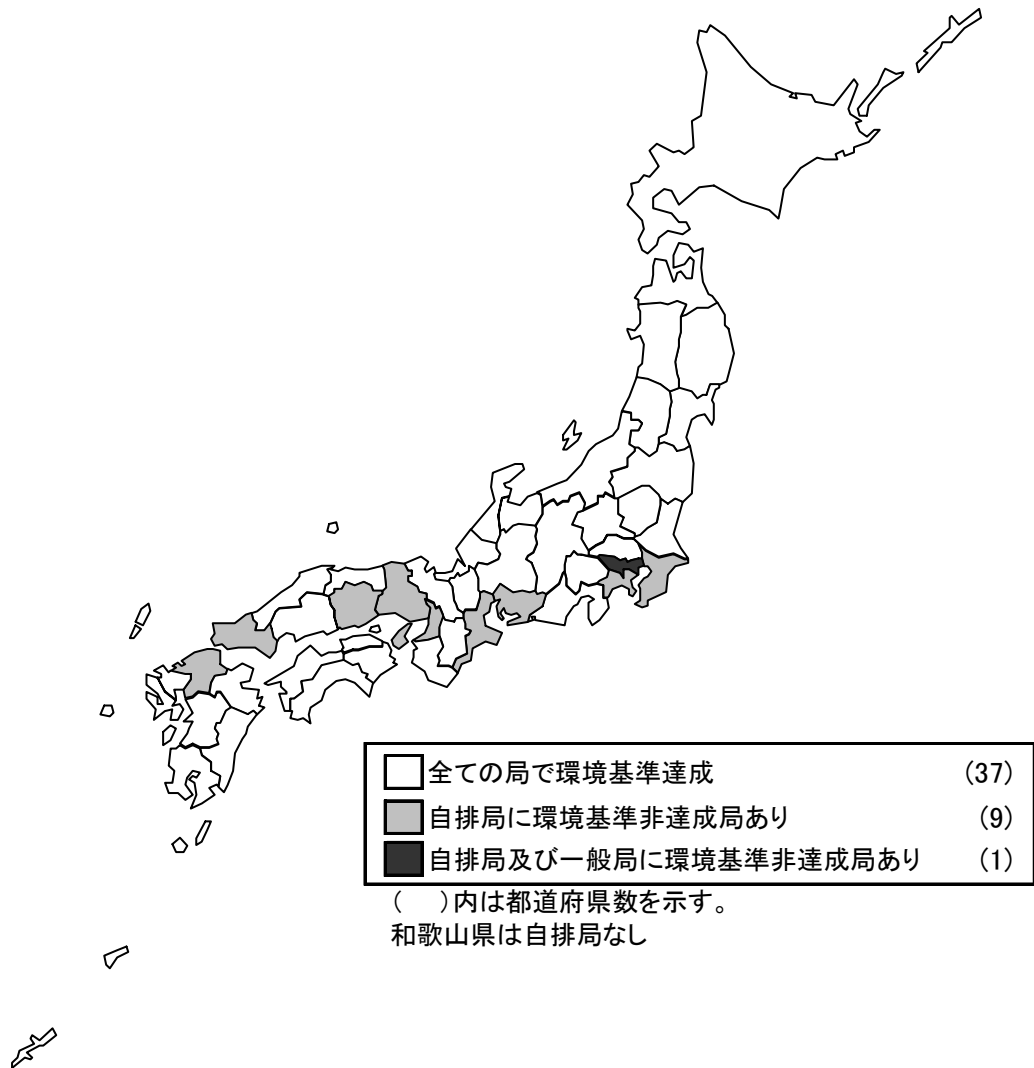 全ての局で環境基準達成 (37)
自排局に環境基準非達成局あり (9)
自排局及び一般局に環境基準非達成局あり (1)
(　)内は都道府県数を示す。
和歌山県は自排局なし